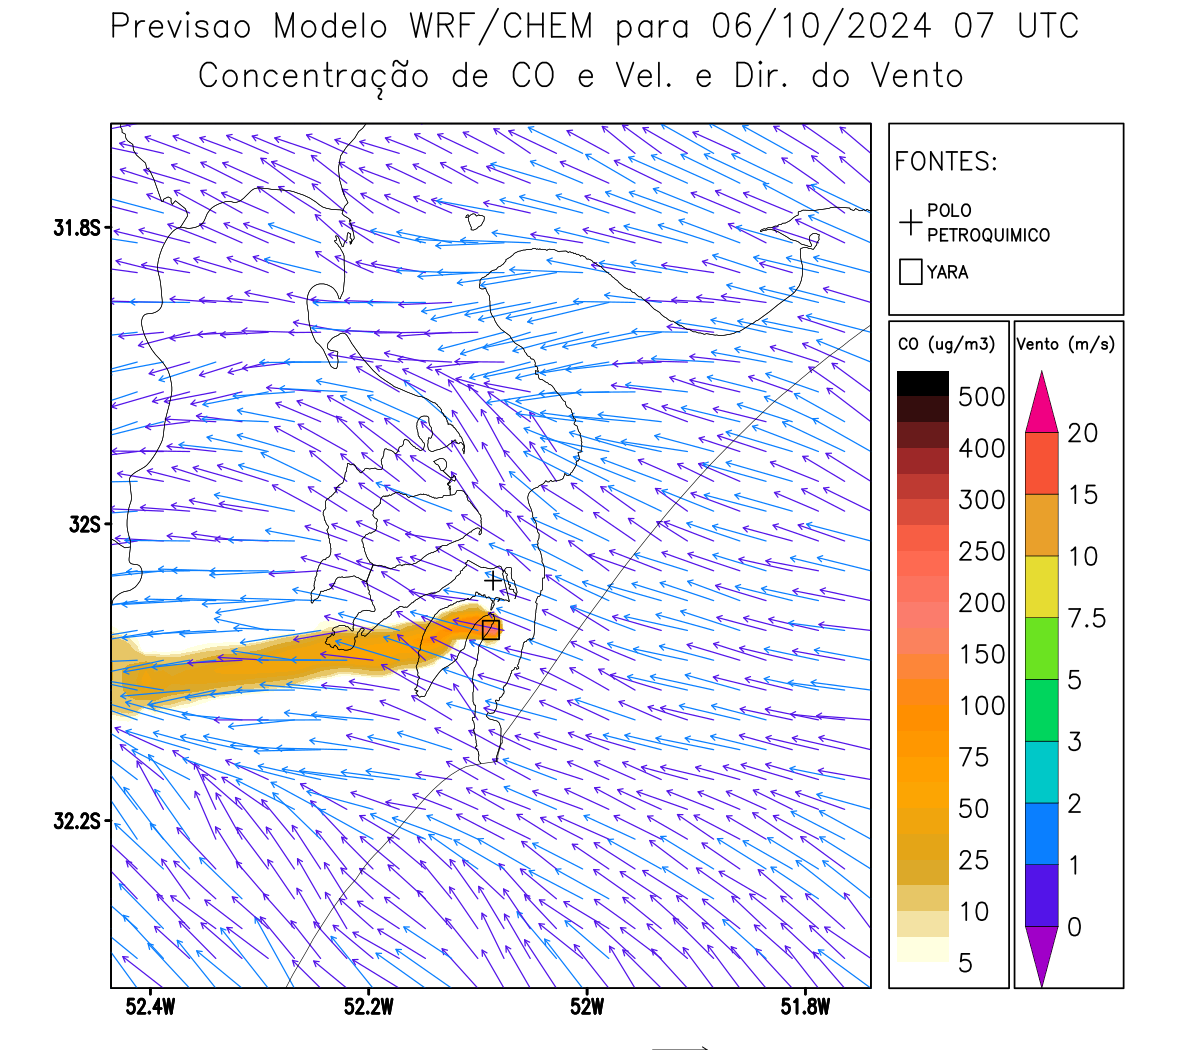 Previsao Modelo WRF/CHEM para 06/10/2024 07 UTC
Concentração de CO e Vel. e Dir. do Vento
FONTES:
POLO
PETROQUIMICO
YARA
CO (ug/m3)
500
400
300
250
200
150
100
75
50
25
10
5
Vento (m/s)
20
15
10
7.5
5
3
2
1
0
31.8S
32S
32.2S
52.4W
52.2W
52W
51.8W